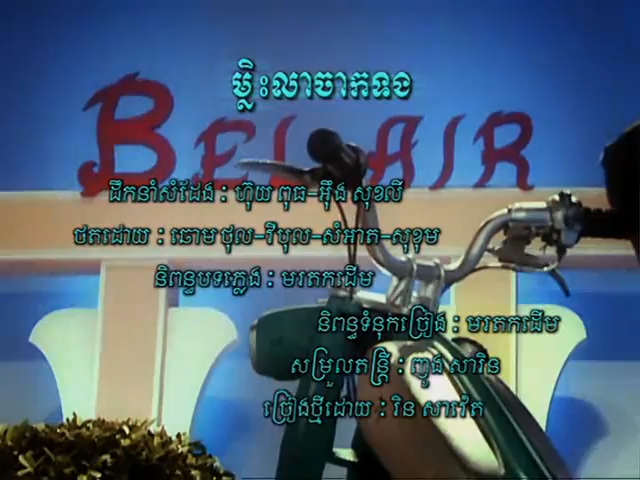 ម្លិះលាចាកទង
BEL AIR
ដឹកនាំសំដែង : ហ៊ុយ ពុធ-អ៊ឹង សុខលី
ថតដោយ : ឆោម ថុល-វិបុល-សំអាត-សុខុម
និពន្ធបទភ្លេង : មរតកដើម
និពន្ធទំនុកច្រៀង : មរតកដើម
សម្រួលតន្ត្រី : ញូង សារិន
ច្រៀងថ្មីដោយ : រិន សាវ៉េត